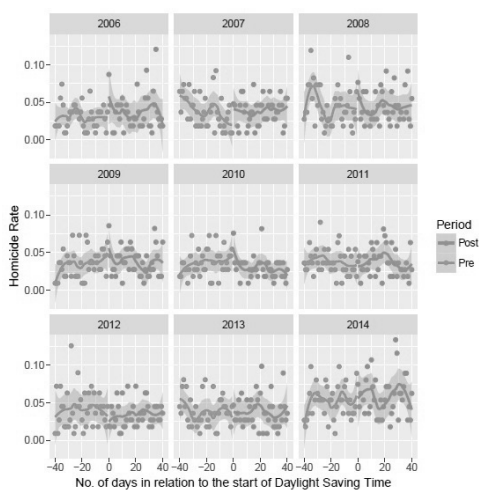 2006 2007 2008
0.10
0.05
0.00
2009 2010 2011
0.10
0.05
0.00
2012 2013 2014
0.10
0.05
0.00
−40 −20 0 20 40 −40 −20 0 20 40 −40 −20 0 20 40
Homicide Rate
No. of days in relation to the start of Daylight Saving Time
Period
Post
Pre